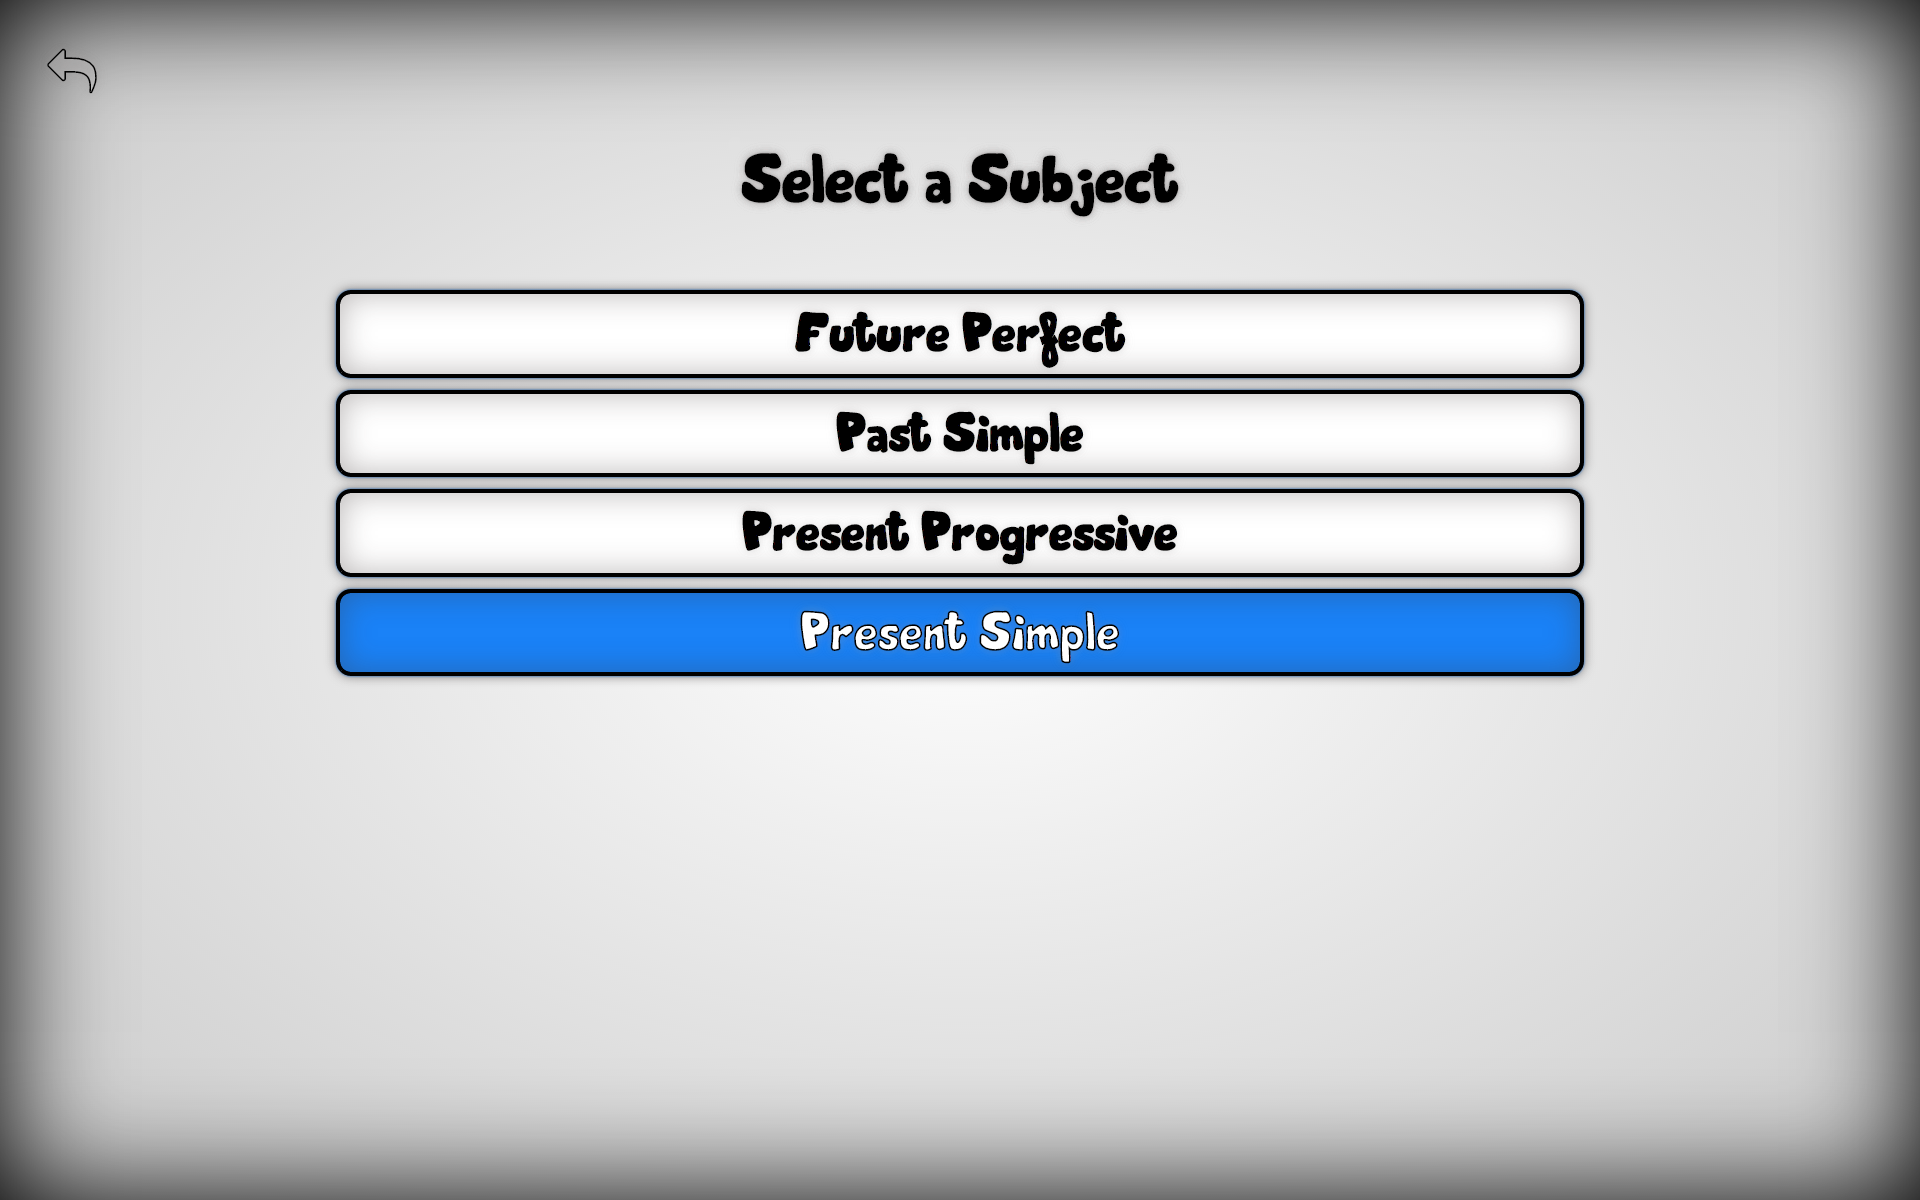 Select a Subject
Future Perfect
Past Simple
Present Progressive
Present Simple